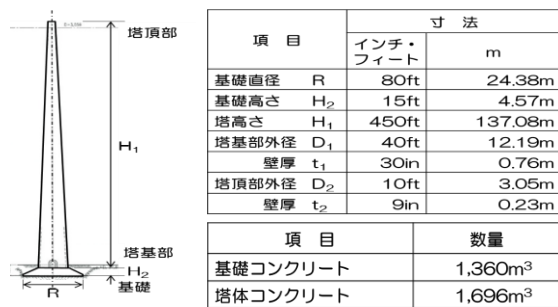 塔頂部
H₁
塔基部
H₂
R
基礎
項 目 寸 法
インチ・フィート m
基礎直径 R 80ft 24.38m
基礎高さ H₂ 15ft 4.57m
塔高さ H₁ 450ft 137.08m
塔基部外径 D₁ 40ft 12.19m
壁厚 t₁ 30in 0.76m
塔頂部外径 D₂ 10ft 3.05m
壁厚 t₂ 9in 0.23m
項 目 数量
基礎コンクリート 1,360m³
塔体コンクリート 1,696m³